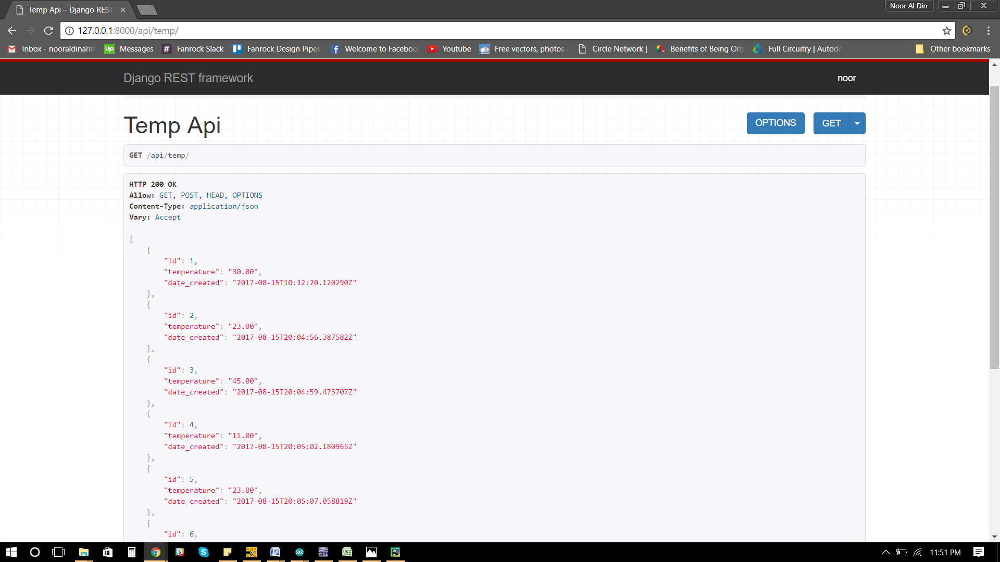 Temp Api – Django REST
Noor Al Din
127.0.0.1:8000/api/temp/
Inbox - nooraldinahm
Messages
Fanrock Slack
Fanrock Design Pipeli
Welcome to Faceboo
Youtube
Free vectors, photos
Circle Network |
Benefits of Being Org
Full Circuitry | Autode
Other bookmarks
Django REST framework
noor
Temp Api
OPTIONS
GET
GET /api/temp/
HTTP 200 OK
Allow: GET, POST, HEAD, OPTIONS
Content-Type: application/json
Vary: Accept
[
{
"id": 1,
"temperature": "30.00",
"date_created": "2017-08-15T10:12:20.120290Z"
},
{
"id": 2,
"temperature": "23.00",
"date_created": "2017-08-15T20:04:56.387582Z"
},
{
"id": 3,
"temperature": "45.00",
"date_created": "2017-08-15T20:04:59.473707Z"
},
{
"id": 4,
"temperature": "11.00",
"date_created": "2017-08-15T20:05:02.180965Z"
},
{
"id": 5,
"temperature": "23.00",
"date_created": "2017-08-15T20:05:07.058819Z"
},
{
"id": 6,
11:51 PM